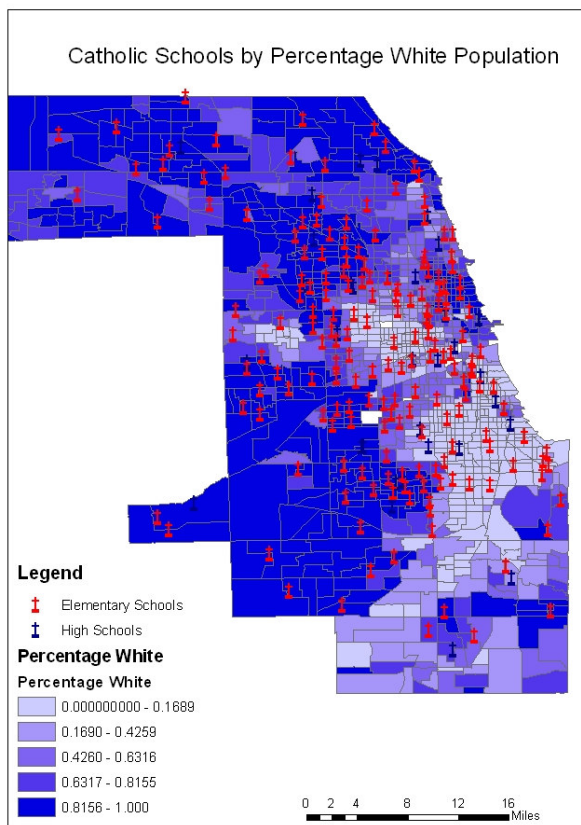 Catholic Schools by Percentage White Population
Legend
Elementary Schools
High Schools
Percentage White
Percentage White
0.000000000 - 0.1689
0.1690 - 0.4259
0.4260 - 0.6316
0.6317 - 0.8155
0.8156 - 1.000
0 2 4 8 12 16
Miles